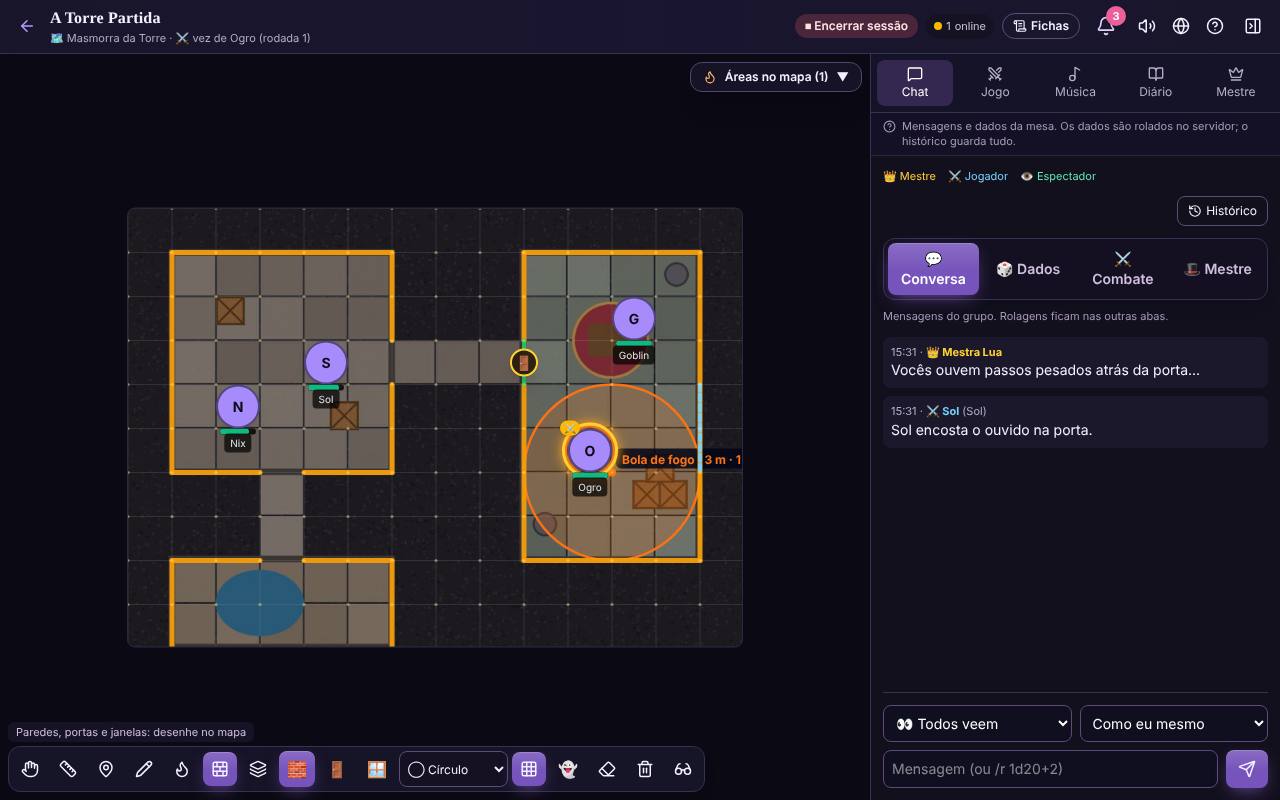 A Torre Partida
🗺️ Masmorra da Torre · ⚔️ vez de Ogro (rodada 1)
Encerrar sessão
1 online
Fichas
3
Áreas no mapa (1) ▼
Chat
Jogo
Música
Diário
Mestre
Mensagens e dados da mesa. Os dados são rolados no servidor; o
histórico guarda tudo.
👑 Mestre ⚔️ Jogador 👁️ Espectador
Histórico
💬 Conversa
🎲 Dados
⚔️ Combate
🎩 Mestre
Mensagens do grupo. Rolagens ficam nas outras abas.
15:31 · 👑 Mestra Lua
Vocês ouvem passos pesados atrás da porta…
15:31 · ⚔️ Sol (Sol)
Sol encosta o ouvido na porta.
G
Goblin
S
Sol
N
Nix
O
Ogro
Bola de fogo · 3 m · 1
Paredes, portas e janelas: desenhe no mapa
Círculo
👀 Todos veem
Como eu mesmo
Mensagem (ou /r 1d20+2)